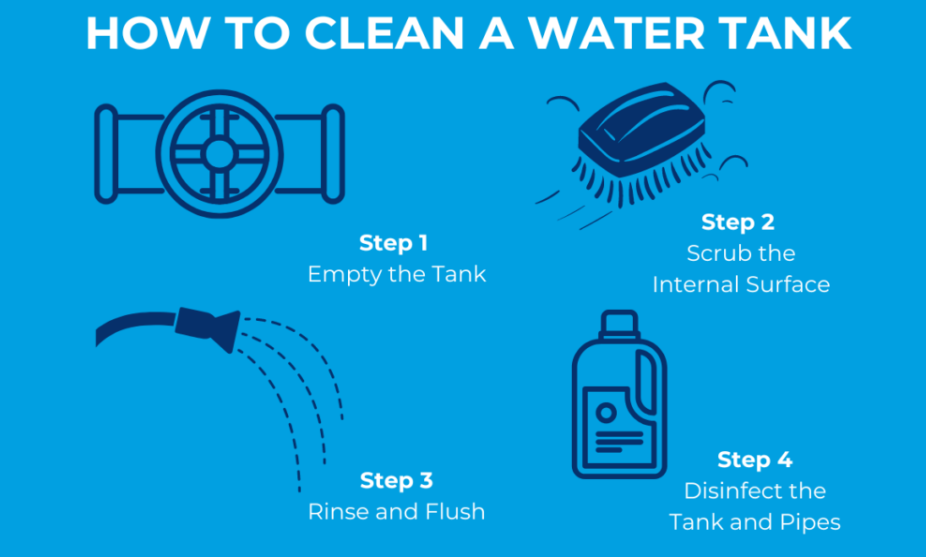 HOW TO CLEAN A WATER TANK
Step 1
Empty the Tank
Step 2
Scrub the
Internal Surface
Step 3
Rinse and Flush
Step 4
Disinfect the
Tank and Pipes